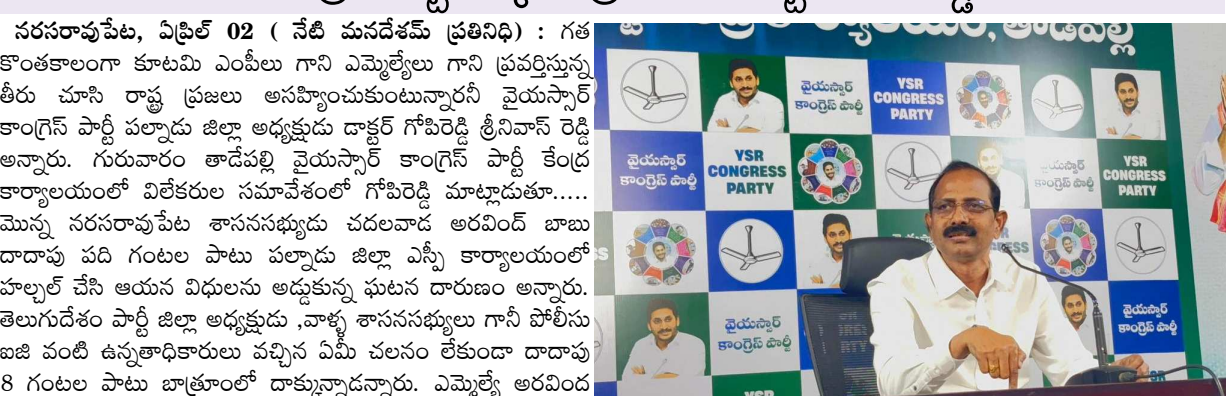 నరసరావుపేట, ఏప్రిల్ 02 ( నేటి మనదేశమ్ ప్రతినిధి) : గత
కొంతకాలంగా కూటమి ఎంపీలు గాని ఎమ్మెల్యేలు గాని ప్రవర్తిస్తున్న
తీరు చూసి రాష్ట్ర ప్రజలు అసహ్యించుకుంటున్నారనీ వైయస్సార్
కాంగ్రెస్ పార్టీ పల్నాడు జిల్లా అధ్యక్షుడు డాక్టర్ గోపిరెడ్డి శ్రీనివాస్ రెడ్డి
అన్నారు. గురువారం తాడేపల్లి వైయస్సార్ కాంగ్రెస్ పార్టీ కేంద్ర
కార్యాలయంలో విలేకరుల సమావేశంలో గోపిరెడ్డి మాట్లాడుతూ.....
మొన్న నరసరావుపేట శాసనసభ్యుడు చదలవాడ అరవింద్ బాబు
దాదాపు పది గంటల పాటు పల్నాడు జిల్లా ఎస్పీ కార్యాలయంలో
హల్చల్ చేసి ఆయన విధులను అడ్డుకున్న ఘటన దారుణం అన్నారు.
తెలుగుదేశం పార్టీ జిల్లా అధ్యక్షుడు ,వాళ్ళ శాసనసభ్యులు గానీ పోలీసు
ఐజి వంటి ఉన్నతాధికారులు వచ్చిన ఏమీ చలనం లేకుండా దాదాపు
8 గంటల పాటు బాత్రూంలో దాక్కున్నాడన్నారు. ఎమ్మెల్యే అరవింద
తాడేపల్లి
వైయస్సార్
కాంగ్రెస్ పార్టీ
YSR
CONGRESS
PARTY
వైయస్సార్
కాంగ్రెస్ పార్టీ
YSR
CONGRESS
PARTY
వైయస్సార్
కాంగ్రెస్ పార్టీ
YSR
CONGRESS
PARTY
వైయస్సార్
కాంగ్రెస్ పార్టీ
వైయస్సార్
కాంగ్రెస్ పార్టీ
YSR